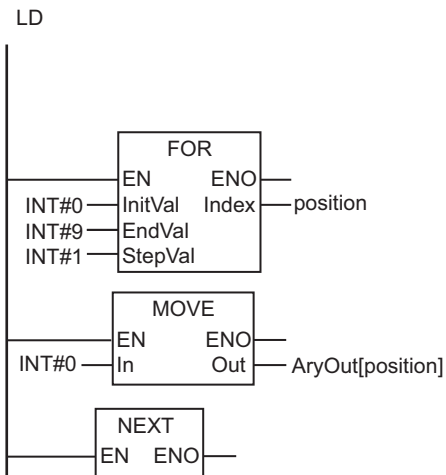 LD
FOR
EN ENO
INT#0 InitVal Index position
INT#9 EndVal
INT#1 StepVal
MOVE
EN ENO
INT#0 In Out AryOut[position]
NEXT
EN ENO